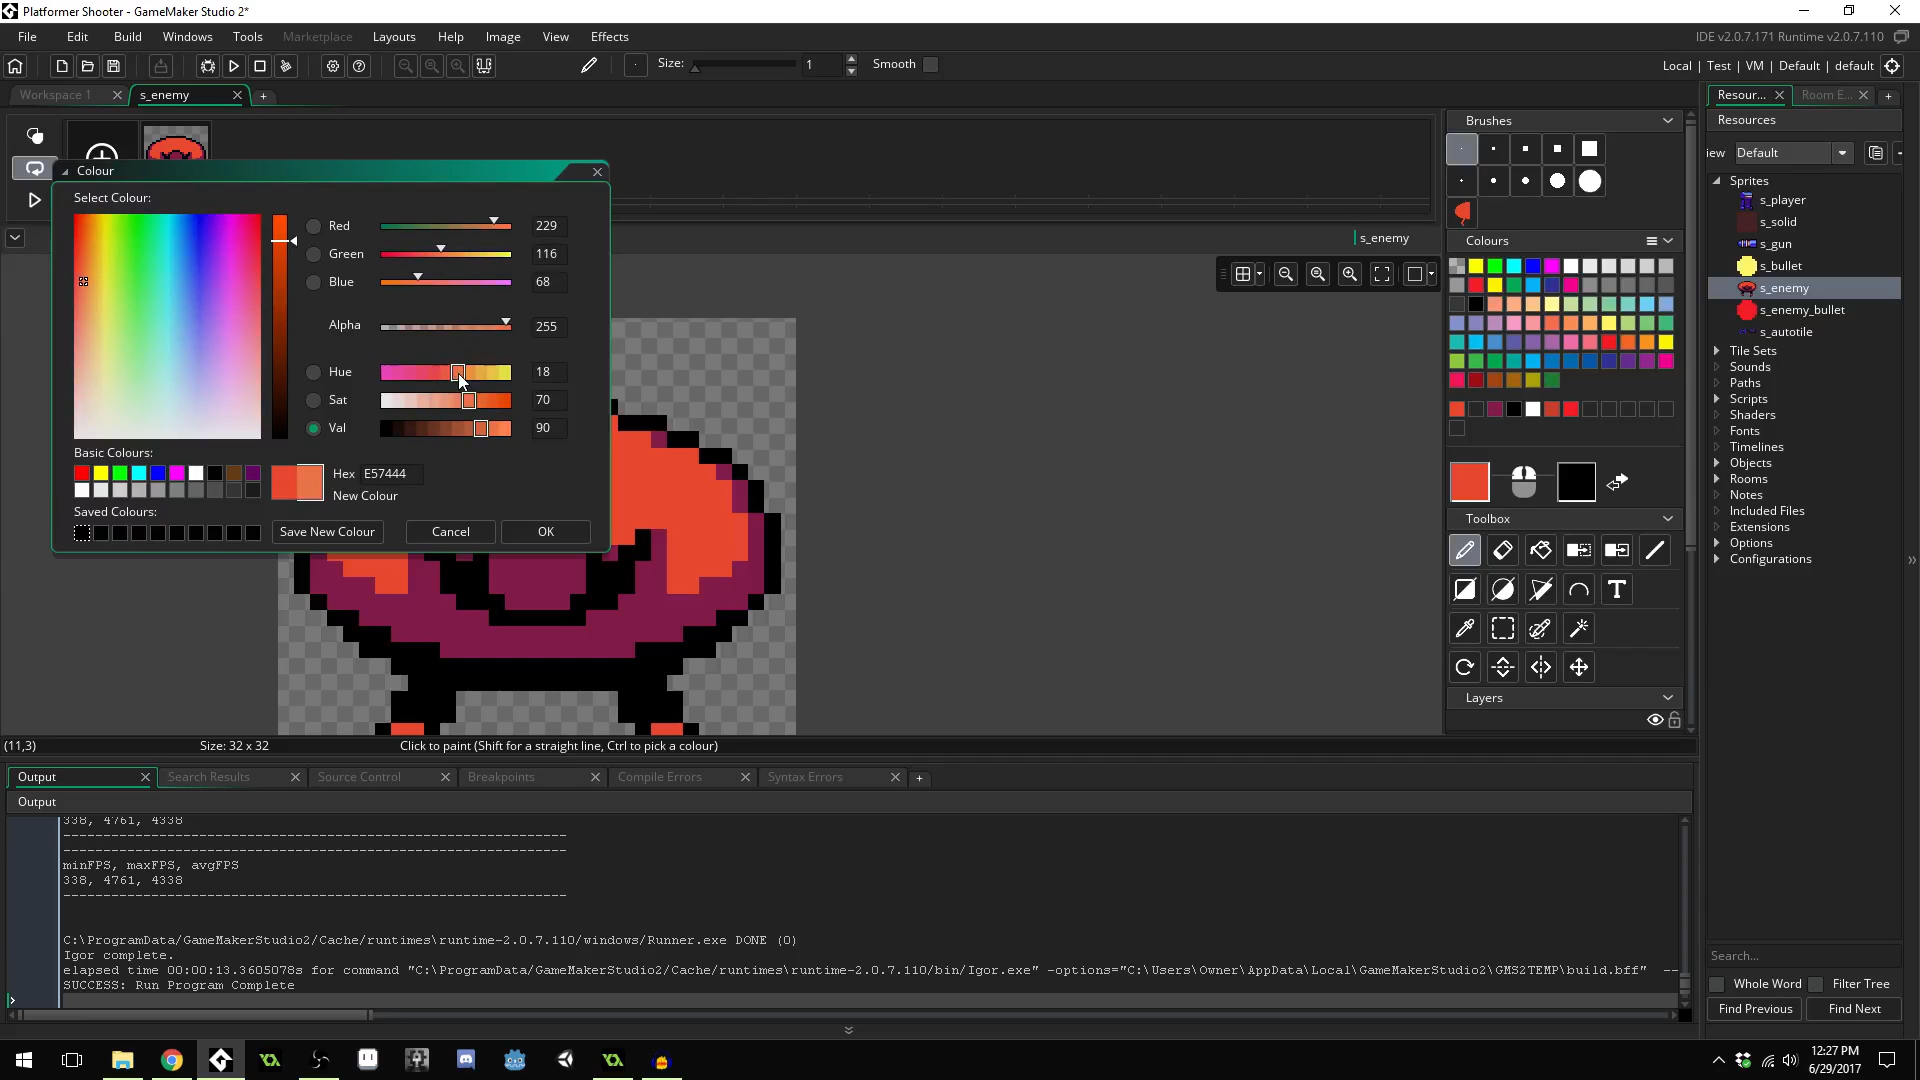 Platformer Shooter - GameMaker Studio 2*
File Edit Build Windows Tools Marketplace Layouts Help Image View Effects
IDE v2.0.7.171 Runtime v2.0.7.110
Size: 1 Smooth
Local | Test | VM | Default | default
Workspace 1
s_enemy
Resour...
Room E...
Brushes
Resources
iew Default
Colour
Select Colour:
Red 229
Green 116
Blue 68
Alpha 255
Hue 18
Sat 70
Val 90
Basic Colours:
Hex E57444
New Colour
Saved Colours:
Save New Colour
Cancel
OK
s_enemy
Colours
Toolbox
T
Layers
Sprites
s_player
s_solid
s_gun
s_bullet
s_enemy
s_enemy_bullet
s_autotile
Tile Sets
Sounds
Paths
Scripts
Shaders
Fonts
Timelines
Objects
Rooms
Notes
Included Files
Extensions
Options
Configurations
(11,3)
Size: 32 x 32
Click to paint (Shift for a straight line, Ctrl to pick a colour)
Output
Search Results
Source Control
Breakpoints
Compile Errors
Syntax Errors
Output
338, 4761, 4338
------------------------------------------------------------
------------------------------------------------------------
minFPS, maxFPS, avgFPS
338, 4761, 4338
------------------------------------------------------------
C:\ProgramData/GameMakerStudio2/Cache/runtimes\runtime-2.0.7.110/windows/Runner.exe DONE (0)
Igor complete.
elapsed time 00:00:13.3605078s for command "C:\ProgramData/GameMakerStudio2/Cache/runtimes\runtime-2.0.7.110/bin/Igor.exe" -options="C:\Users\Owner\AppData\Local\GameMakerStudio2\GMS2TEMP\build.bff" --
SUCCESS: Run Program Complete
Search...
Whole Word
Filter Tree
Find Previous
Find Next
12:27 PM
6/29/2017